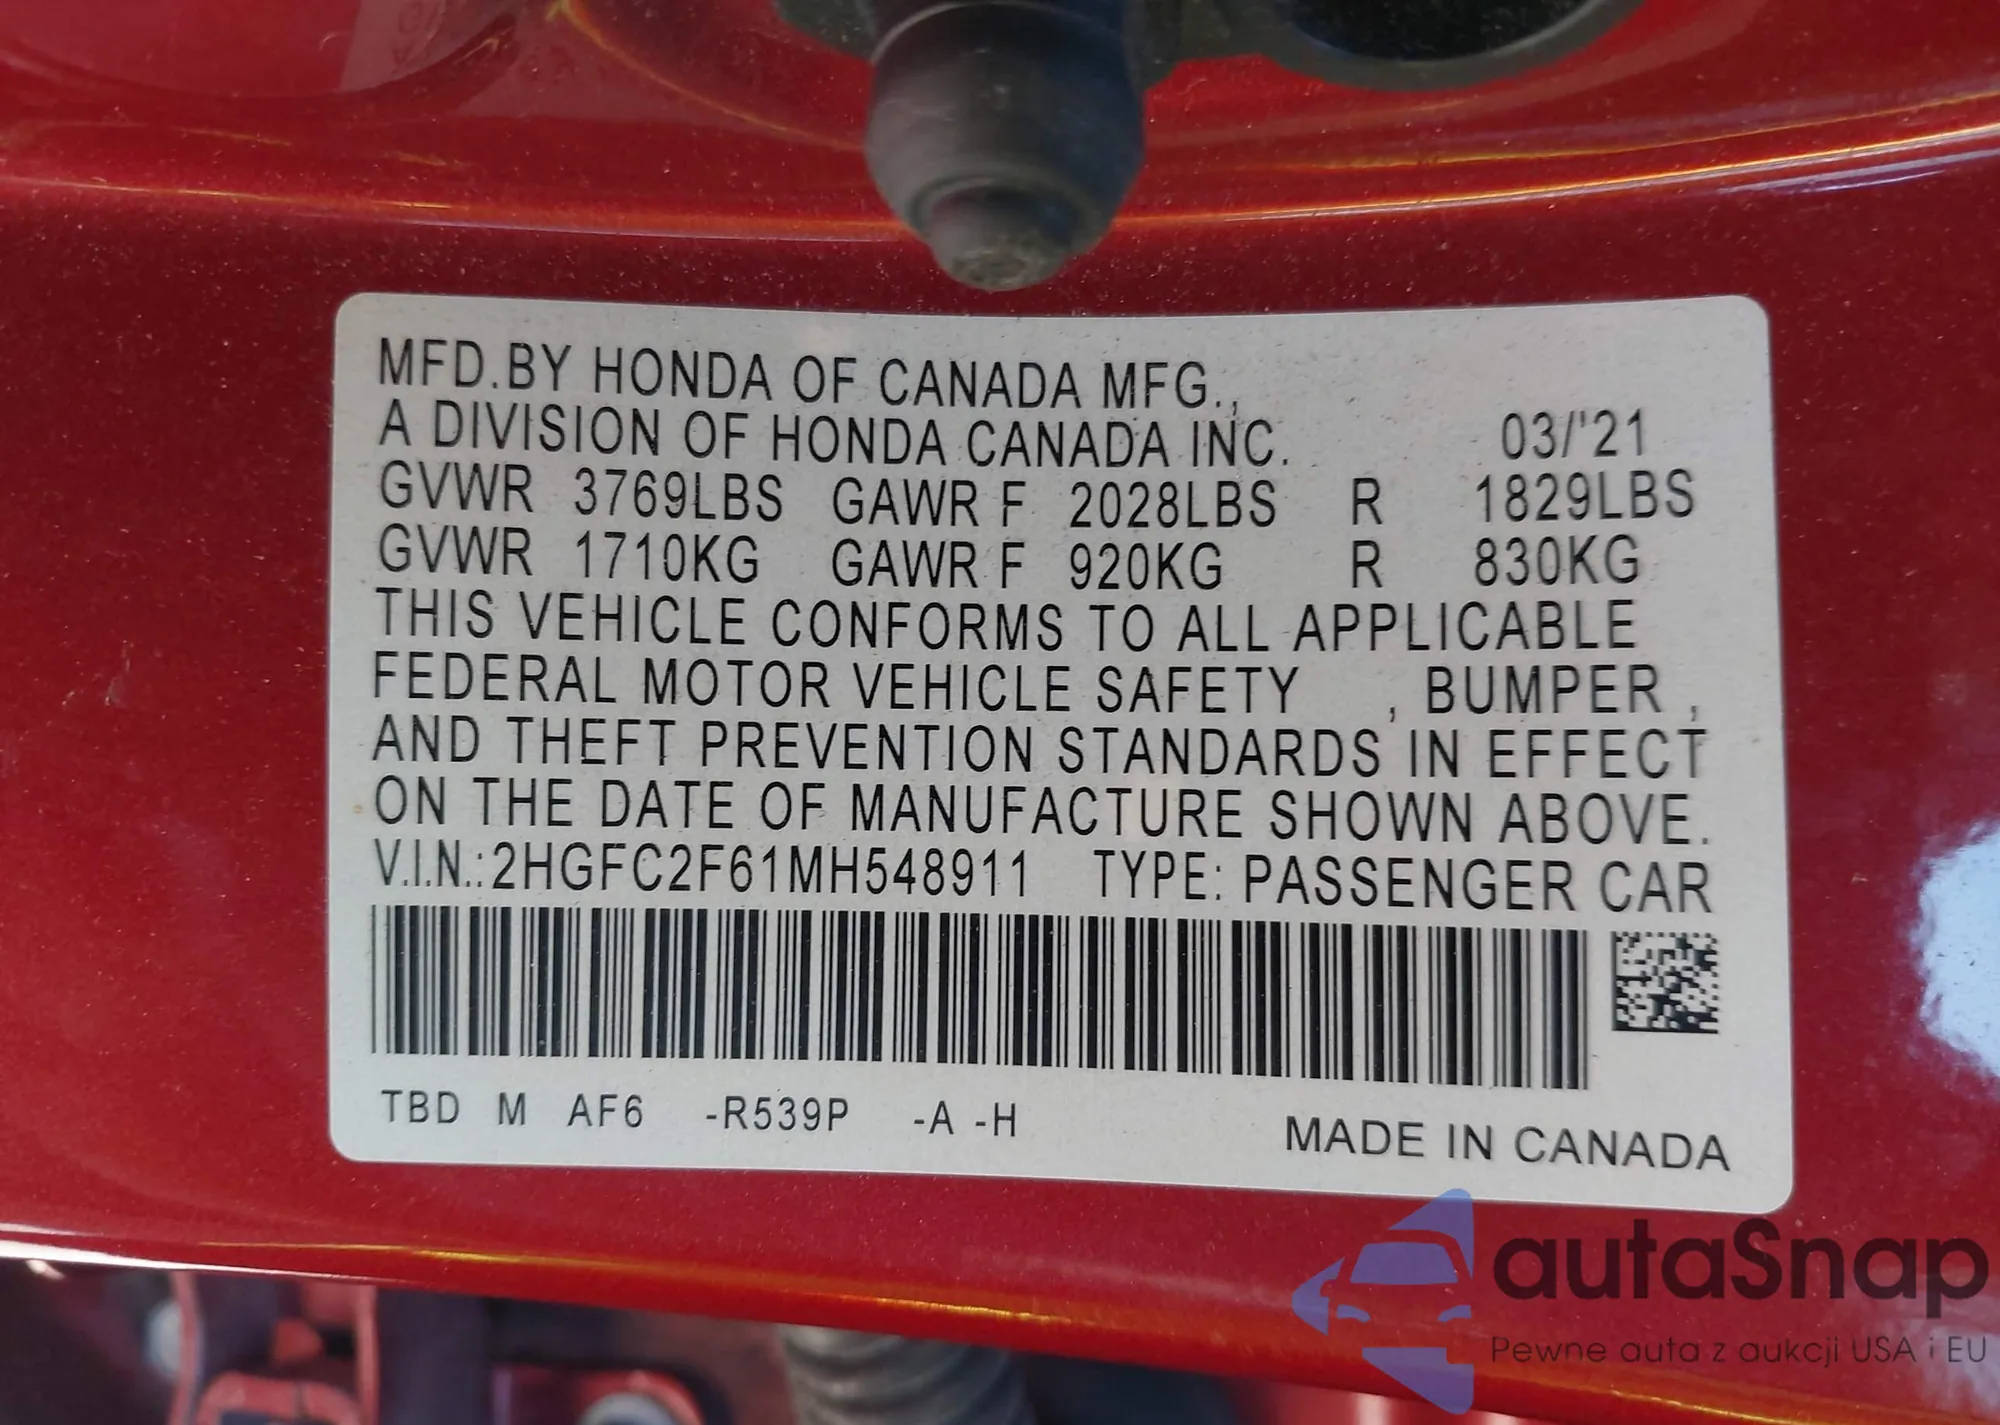 MFD.BY HONDA OF CANADA MFG.,
A DIVISION OF HONDA CANADA INC. 03/'21
GVWR 3769LBS GAWR F 2028LBS R 1829LBS
GVWR 1710KG GAWR F 920KG R 830KG
THIS VEHICLE CONFORMS TO ALL APPLICABLE
FEDERAL MOTOR VEHICLE SAFETY , BUMPER ,
AND THEFT PREVENTION STANDARDS IN EFFECT
ON THE DATE OF MANUFACTURE SHOWN ABOVE.
V.I.N.:2HGFC2F61MH548911 TYPE: PASSENGER CAR
TBD M AF6 -R539P -A -H
MADE IN CANADA
autaSnap
Pewne auta z aukcji USA i EU